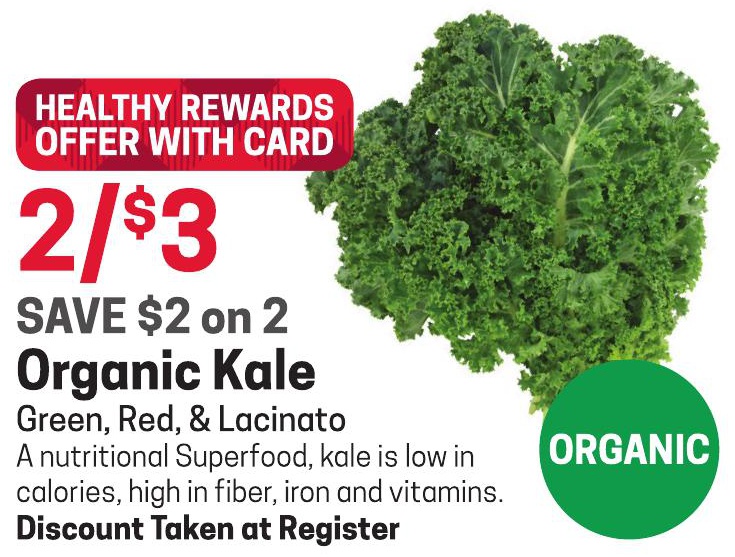 HEALTHY REWARDS
OFFER WITH CARD
2/$3
SAVE $2 on 2
Organic Kale
Green, Red, & Lacinato
A nutritional Superfood, kale is low in
calories, high in fiber, iron and vitamins.
Discount Taken at Register
ORGANIC